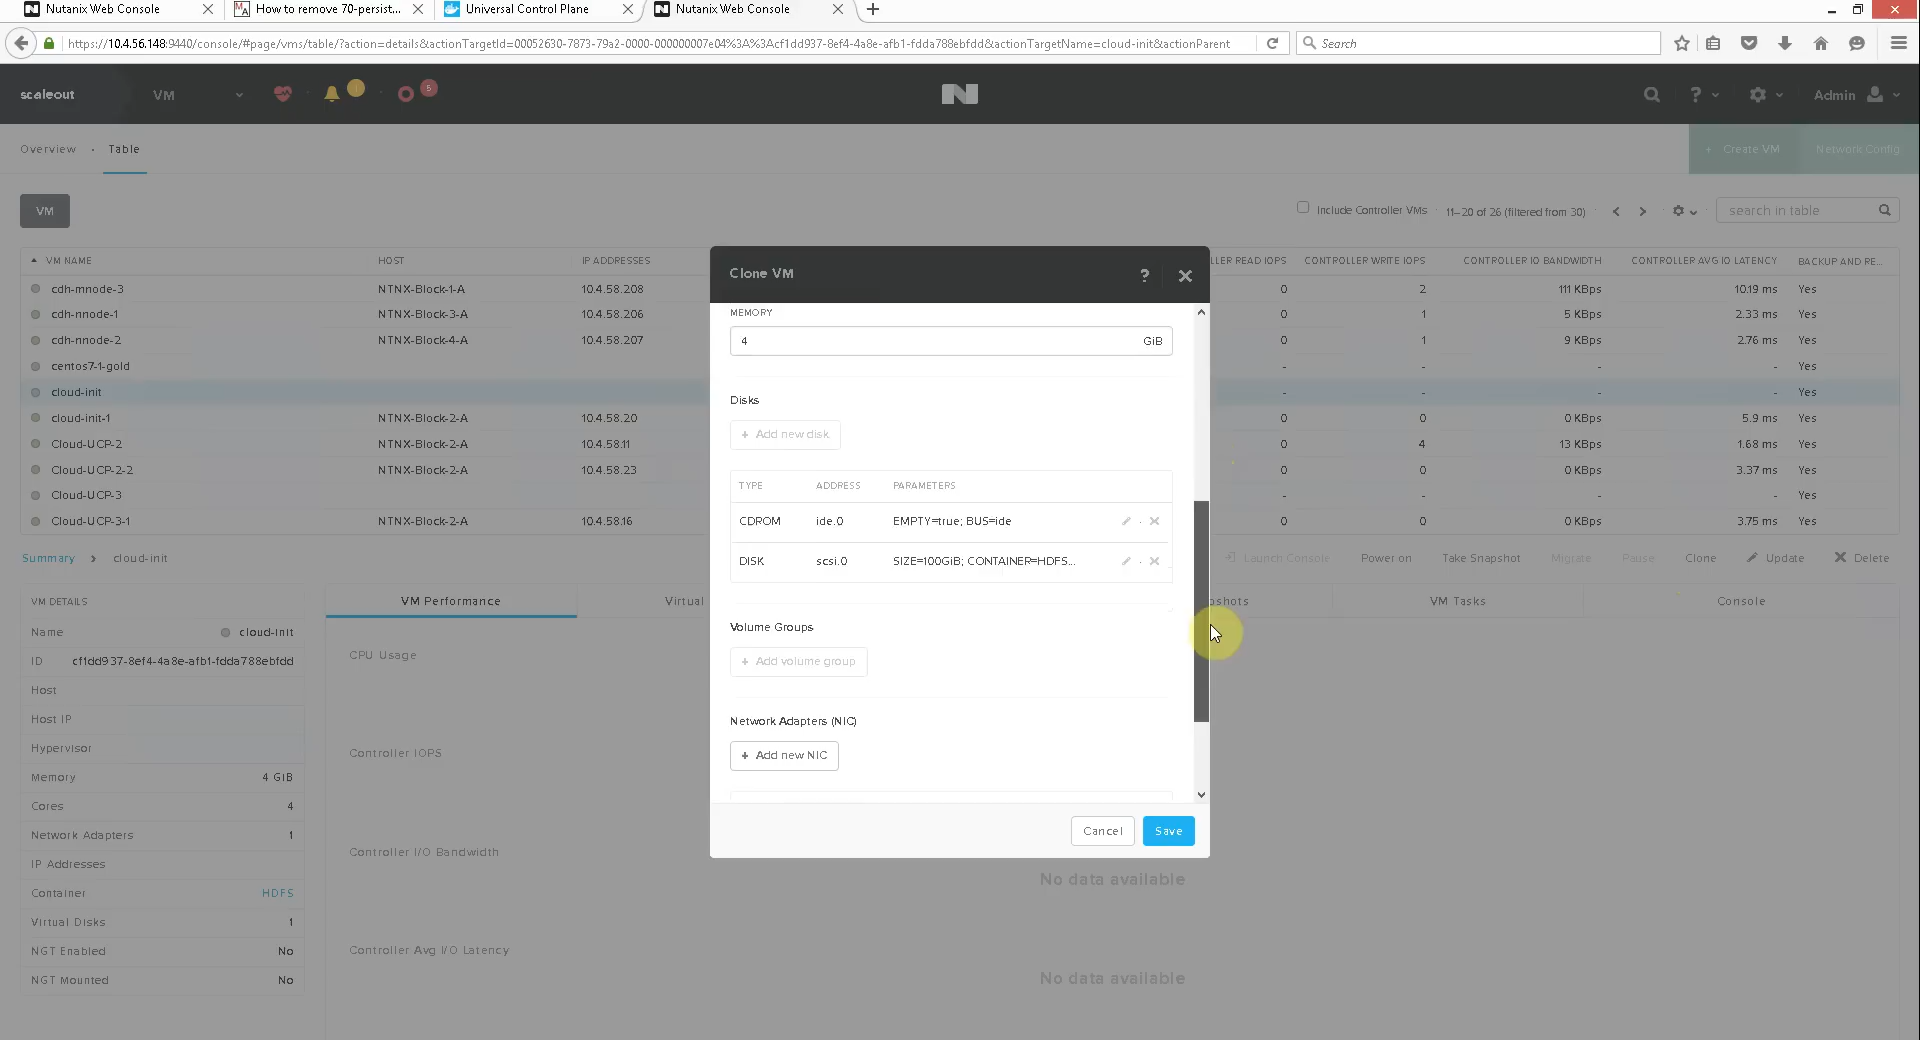 Nutanix Web Console
How to remove 70-persist...
Universal Control Plane
Nutanix Web Console
https://10.4.56.148:9440/console/#page/vms/table/?action=details&actionTargetId=00052630-7873-79a2-0000-000000007e04%3A%3Acf1dd937-8ef4-4a8e-afb1-fdda788ebfdd&actionTargetName=cloud-init&actionParent
Search
scaleout
VM
1
5
?
Admin
Overview · Table
+ Create VM
Network Config
VM
Include Controller VMs
11–20 of 26 (filtered from 30)
search in table
VM NAME HOST IP ADDRESSES LLER READ IOPS CONTROLLER WRITE IOPS CONTROLLER IO BANDWIDTH CONTROLLER AVG IO LATENCY BACKUP AND RE...
cdh-mnode-3 NTNX-Block-1-A 10.4.58.208 0 2 111 KBps 10.19 ms Yes
cdh-nnode-1 NTNX-Block-3-A 10.4.58.206 0 1 5 KBps 2.33 ms Yes
cdh-nnode-2 NTNX-Block-4-A 10.4.58.207 0 1 9 KBps 2.76 ms Yes
centos7-1-gold - - - - Yes
cloud-init - - - - Yes
cloud-init-1 NTNX-Block-2-A 10.4.58.20 0 0 0 KBps 5.9 ms Yes
Cloud-UCP-2 NTNX-Block-2-A 10.4.58.11 0 4 13 KBps 1.68 ms Yes
Cloud-UCP-2-2 NTNX-Block-2-A 10.4.58.23 0 0 0 KBps 3.37 ms Yes
Cloud-UCP-3 - - - - Yes
Cloud-UCP-3-1 NTNX-Block-2-A 10.4.58.16 0 0 0 KBps 3.75 ms Yes
Summary > cloud-init
Launch Console Power on Take Snapshot Migrate Pause Clone Update Delete
VM DETAILS
Name cloud-init
ID cf1dd937-8ef4-4a8e-afb1-fdda788ebfdd
Host
Host IP
Hypervisor
Memory 4 GiB
Cores 4
Network Adapters 1
IP Addresses
Container HDFS
Virtual Disks 1
NGT Enabled No
NGT Mounted No
VM Performance
Virtual
pshots
VM Tasks
Console
CPU Usage
Controller IOPS
Controller I/O Bandwidth
No data available
Controller Avg I/O Latency
No data available
Clone VM
?
MEMORY
4 GiB
Disks
+ Add new disk
TYPE ADDRESS PARAMETERS
CDROM ide.0 EMPTY=true; BUS=ide
DISK scsi.0 SIZE=100GiB; CONTAINER=HDFS...
Volume Groups
+ Add volume group
Network Adapters (NIC)
+ Add new NIC
Cancel
Save